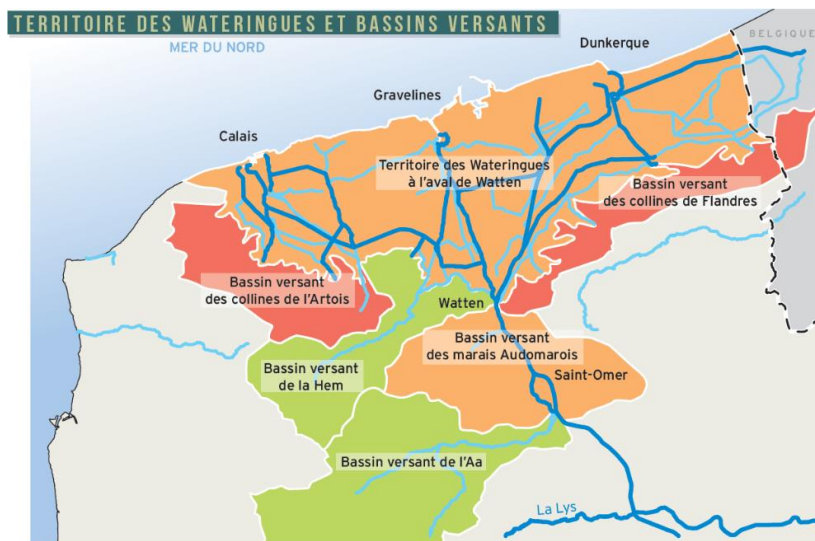 TERRITOIRE DES WATERINGUES ET BASSINS VERSANTS
MER DU NORD
BELGIQUE
Dunkerque
Gravelines
Calais
Territoire des Wateringues
à l'aval de Watten
Bassin versant
des collines de Flandres
Bassin versant
des collines de l'Artois
Watten
Bassin versant
des marais Audomarois
Bassin versant
de la Hem
Saint-Omer
Bassin versant de l'Aa
La Lys